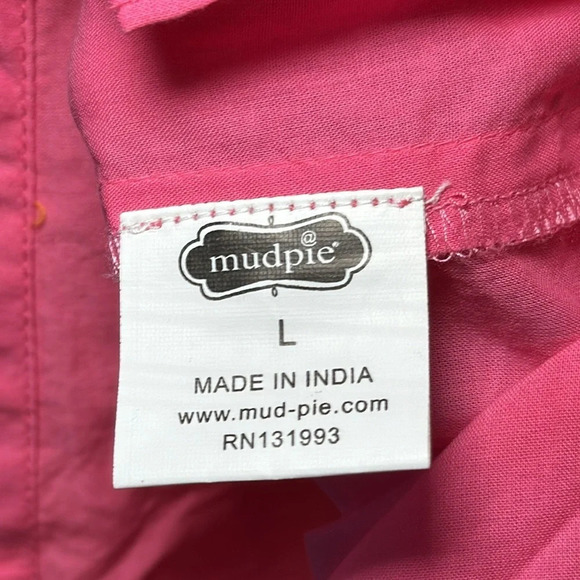 @
mudpie®
L
MADE IN INDIA
www.mud-pie.com
RN131993